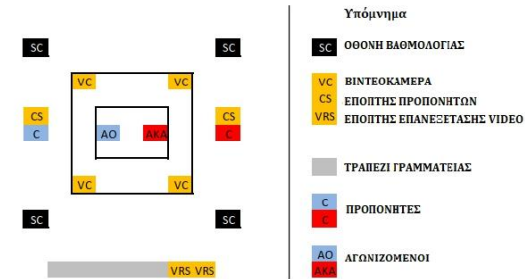 Υπόμνημα
SC
SC
SC ΟΘΟΝΗ ΒΑΘΜΟΛΟΓΙΑΣ
VC
VC
VC ΒΙΝΤΕΟΚΑΜΕΡΑ
CS ΕΠΟΠΤΗΣ ΠΡΟΠΟΝΗΤΩΝ
VRS ΕΠΟΠΤΗΣ ΕΠΑΝΕΞΕΤΑΣΗΣ VIDEO
CS
CS
C
AO
AKA
C
ΤΡΑΠΕΖΙ ΓΡΑΜΜΑΤΕΙΑΣ
VC
VC
C
C
ΠΡΟΠΟΝΗΤΕΣ
SC
SC
AO
AKA
ΑΓΩΝΙΖΟΜΕΝΟΙ
VRS VRS